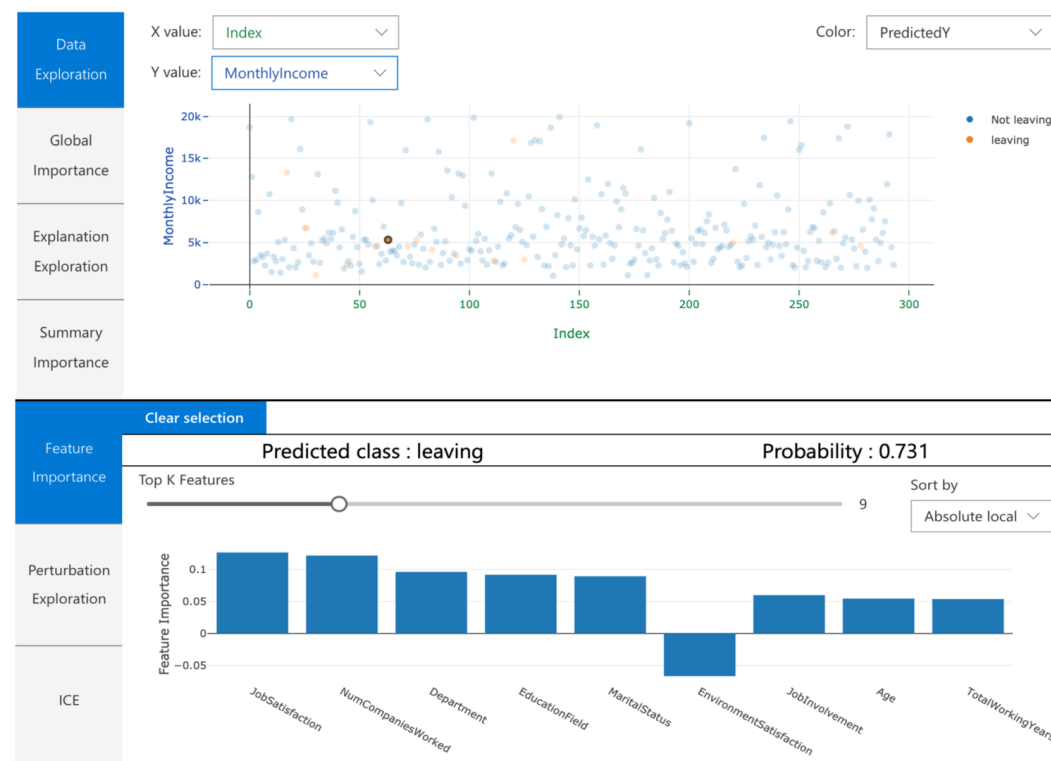 Data
Exploration
Global
Importance
Explanation
Exploration
Summary
Importance
X value: Index
Color: PredictedY
Y value: MonthlyIncome
MonthlyIncome
20k
15k
10k
5k
0
0 50 100 150 200 250 300
Index
Not leaving
leaving
Clear selection
Feature
Importance
Perturbation
Exploration
ICE
Predicted class : leaving
Probability : 0.731
Top K Features
9
Sort by
Absolute local
Feature Importance
0.1
0.05
0
−0.05
JobSatisfaction
NumCompaniesWorked
Department
EducationField
MaritalStatus
EnvironmentSatisfaction
JobInvolvement
Age
TotalWorkingYears